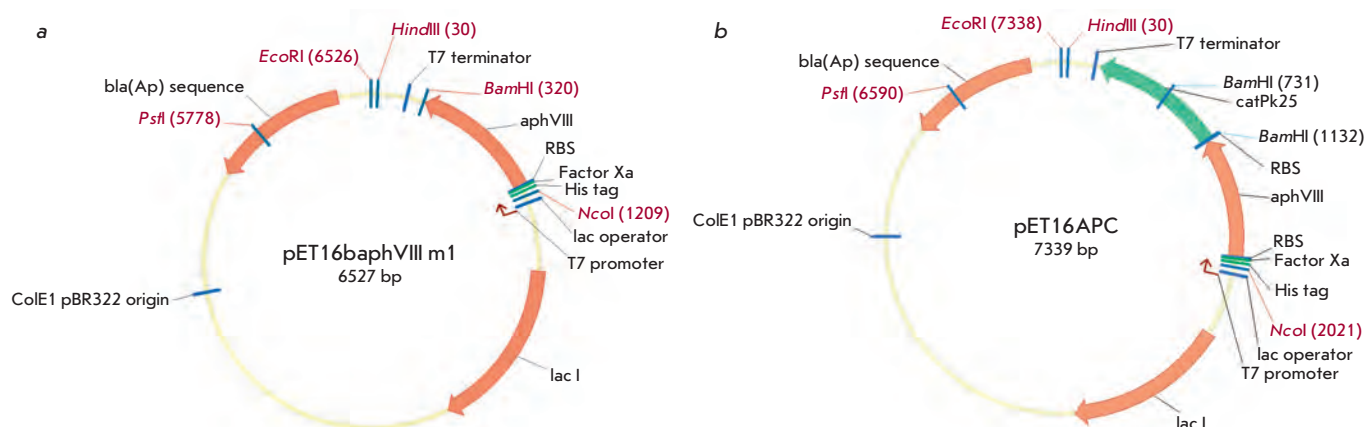 a
HindIII (30)
EcoRI (6526)
T7 terminator
bla(Ap) sequence
BamHI (320)
PstI (5778)
aphVIII
RBS
Factor Xa
His tag
NcoI (1209)
lac operator
T7 promoter
pET16baphVIII m1
6527 bp
ColE1 pBR322 origin
lac I
b
EcoRI (7338)
HindIII (30)
T7 terminator
bla(Ap) sequence
BamHI (731)
PstI (6590)
catPk25
BamHI (1132)
RBS
aphVIII
ColE1 pBR322 origin
pET16APC
7339 bp
RBS
Factor Xa
His tag
NcoI (2021)
lac operator
T7 promoter
lac I